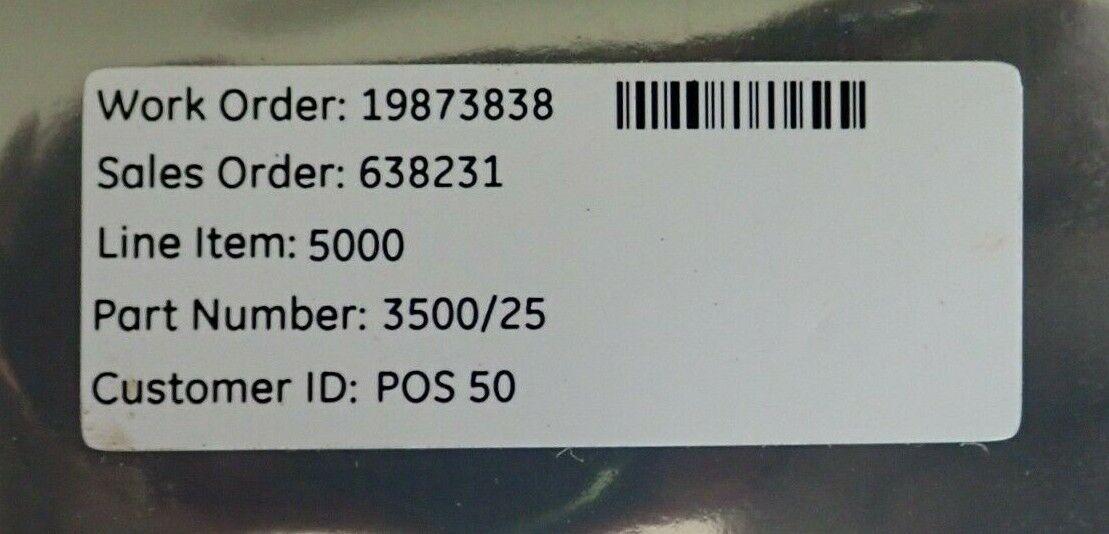 Work Order: 19873838
Sales Order: 638231
Line Item: 5000
Part Number: 3500/25
Customer ID: POS 50